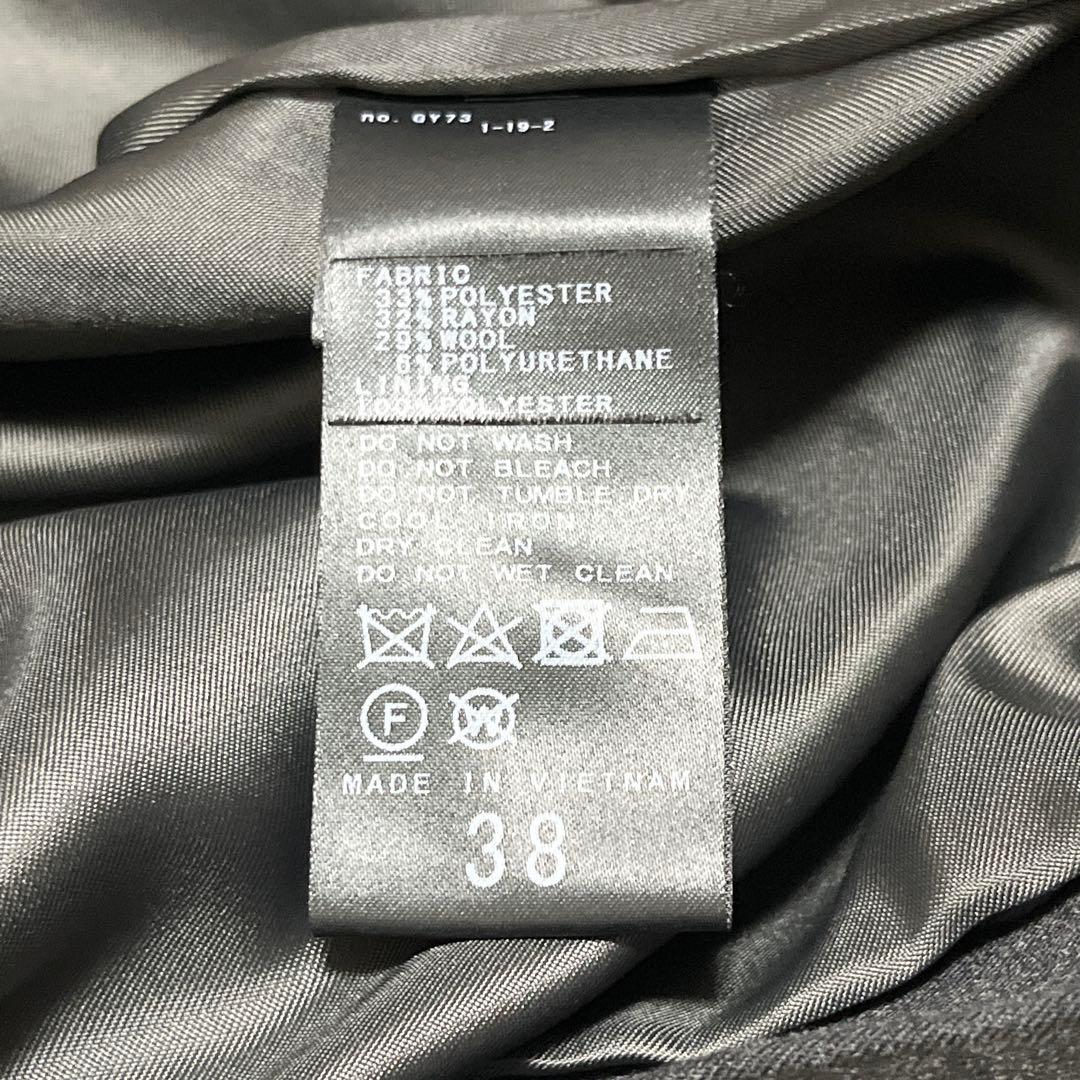 no. GY73
1-19-2
FABRIC
33% POLYESTER
32% RAYON
29% WOOL
6% POLYURETHANE
LINING
POLYESTER
DO NOT WASH
DO NOT BLEACH
DO NOT TUMBLE DRY
COOL IRON
DRY CLEAN
DO NOT WET CLEAN
F W
MADE IN VIETNAM
38